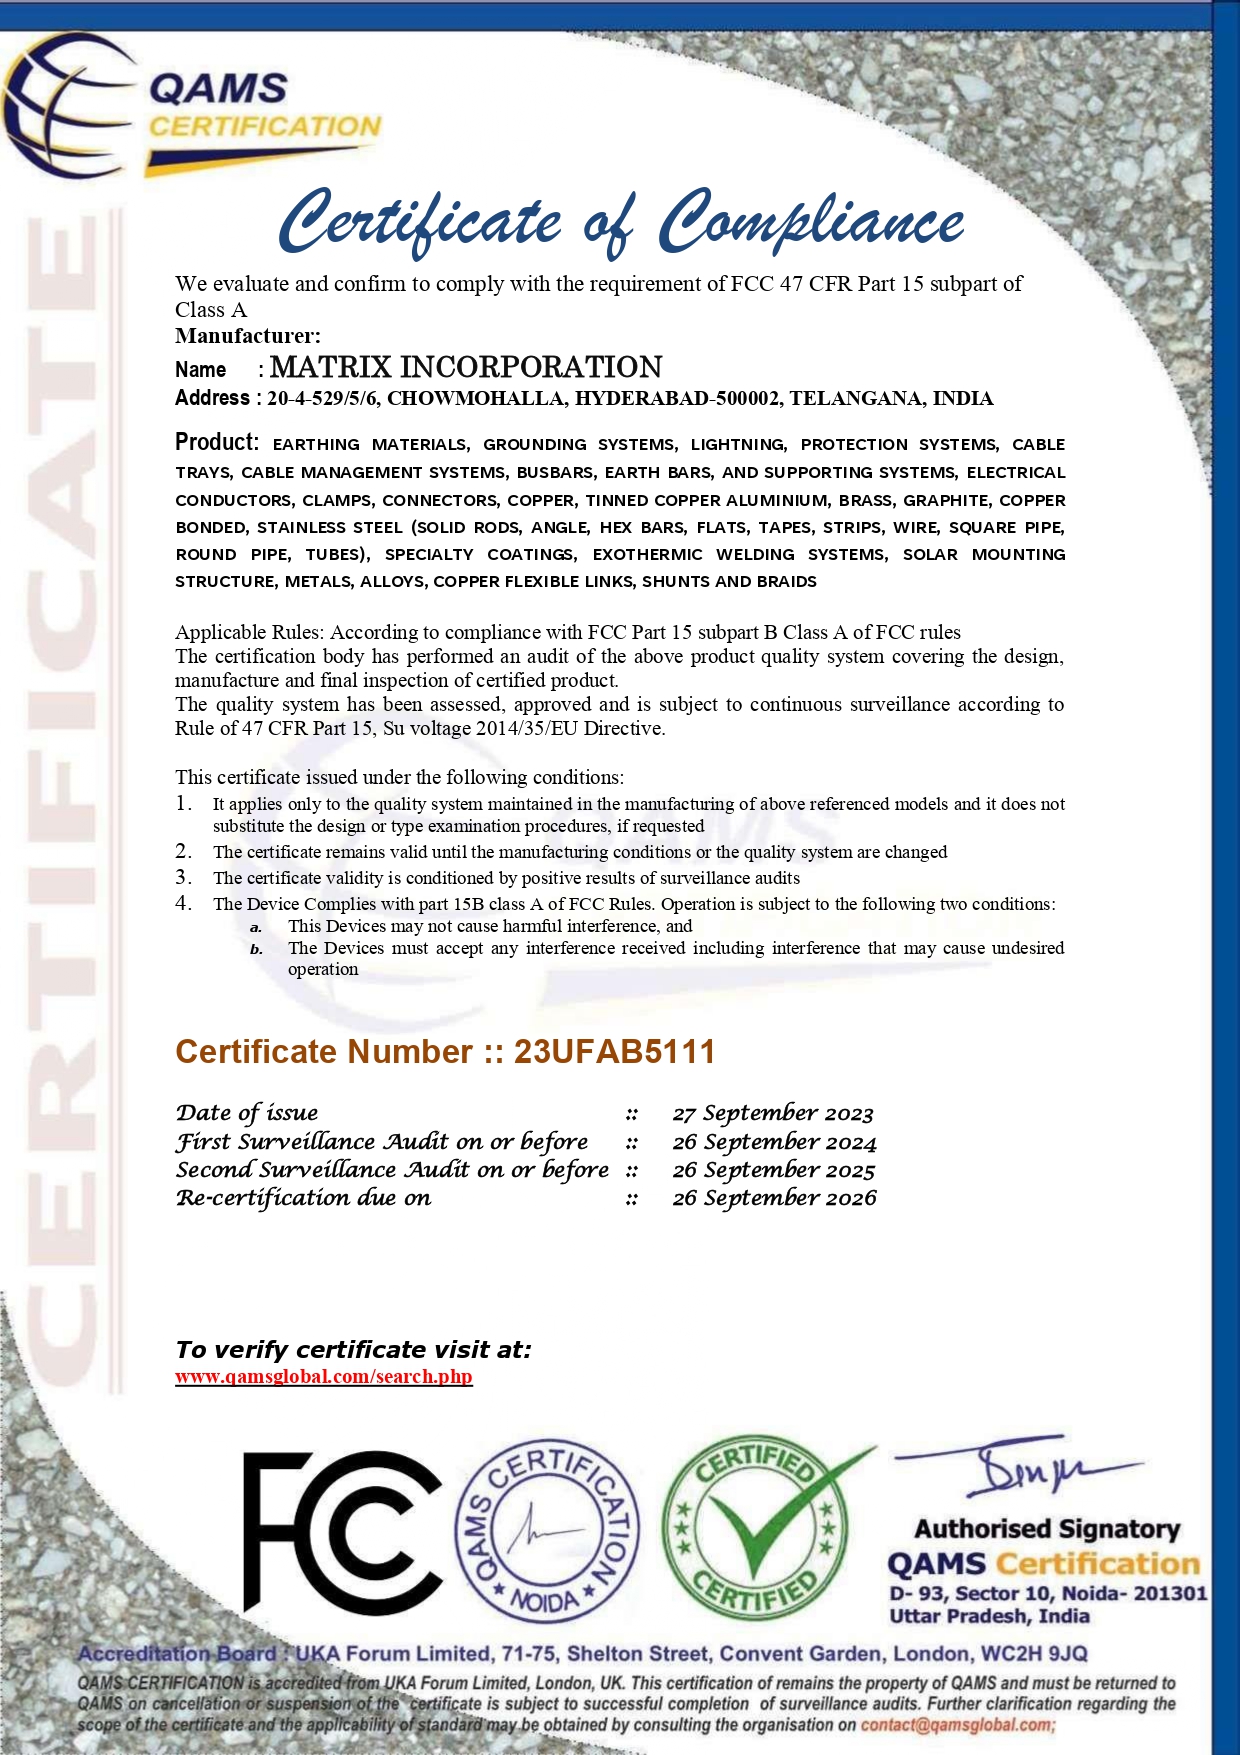 QAMS
CERTIFICATION
CERTIFICATE
Certificate of Compliance
We evaluate and confirm to comply with the requirement of FCC 47 CFR Part 15 subpart of
Class A
Manufacturer:
Name : MATRIX INCORPORATION
Address : 20-4-529/5/6, CHOWMOHALLA, HYDERABAD-500002, TELANGANA, INDIA
Product: EARTHING MATERIALS, GROUNDING SYSTEMS, LIGHTNING, PROTECTION SYSTEMS, CABLE
TRAYS, CABLE MANAGEMENT SYSTEMS, BUSBARS, EARTH BARS, AND SUPPORTING SYSTEMS, ELECTRICAL
CONDUCTORS, CLAMPS, CONNECTORS, COPPER, TINNED COPPER ALUMINIUM, BRASS, GRAPHITE, COPPER
BONDED, STAINLESS STEEL (SOLID RODS, ANGLE, HEX BARS, FLATS, TAPES, STRIPS, WIRE, SQUARE PIPE,
ROUND PIPE, TUBES), SPECIALTY COATINGS, EXOTHERMIC WELDING SYSTEMS, SOLAR MOUNTING
STRUCTURE, METALS, ALLOYS, COPPER FLEXIBLE LINKS, SHUNTS AND BRAIDS
Applicable Rules: According to compliance with FCC Part 15 subpart B Class A of FCC rules
The certification body has performed an audit of the above product quality system covering the design,
manufacture and final inspection of certified product.
The quality system has been assessed, approved and is subject to continuous surveillance according to
Rule of 47 CFR Part 15, Su voltage 2014/35/EU Directive.
This certificate issued under the following conditions:
1. It applies only to the quality system maintained in the manufacturing of above referenced models and it does not
substitute the design or type examination procedures, if requested
2. The certificate remains valid until the manufacturing conditions or the quality system are changed
3. The certificate validity is conditioned by positive results of surveillance audits
4. The Device Complies with part 15B class A of FCC Rules. Operation is subject to the following two conditions:
a. This Devices may not cause harmful interference, and
b. The Devices must accept any interference received including interference that may cause undesired
operation
QAMS
Certificate Number :: 23UFAB5111
Date of issue :: 27 September 2023
First Surveillance Audit on or before :: 26 September 2024
Second Surveillance Audit on or before :: 26 September 2025
Re-certification due on :: 26 September 2026
To verify certificate visit at:
www.qamsglobal.com/search.php
FCC
QAMS CERTIFICATION
NOIDA
CERTIFIED
CERTIFIED
Authorised Signatory
QAMS Certification
D- 93, Sector 10, Noida- 201301
Uttar Pradesh, India
Accreditation Board : UKA Forum Limited, 71-75, Shelton Street, Convent Garden, London, WC2H 9JQ
QAMS CERTIFICATION is accredited from UKA Forum Limited, London, UK. This certification of remains the property of QAMS and must be returned to
QAMS on cancellation or suspension of the certificate is subject to successful completion of surveillance audits. Further clarification regarding the
scope of the certificate and the applicability of standard may be obtained by consulting the organisation on contact@qamsglobal.com;